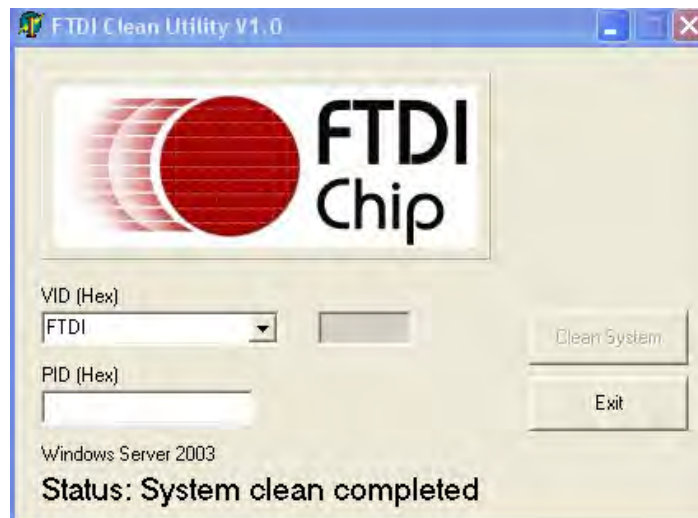 FTDI Clean Utility V1.0
FTDI
Chip
VID (Hex)
FTDI
Clean System
PID (Hex)
Exit
Windows Server 2003
Status: System clean completed